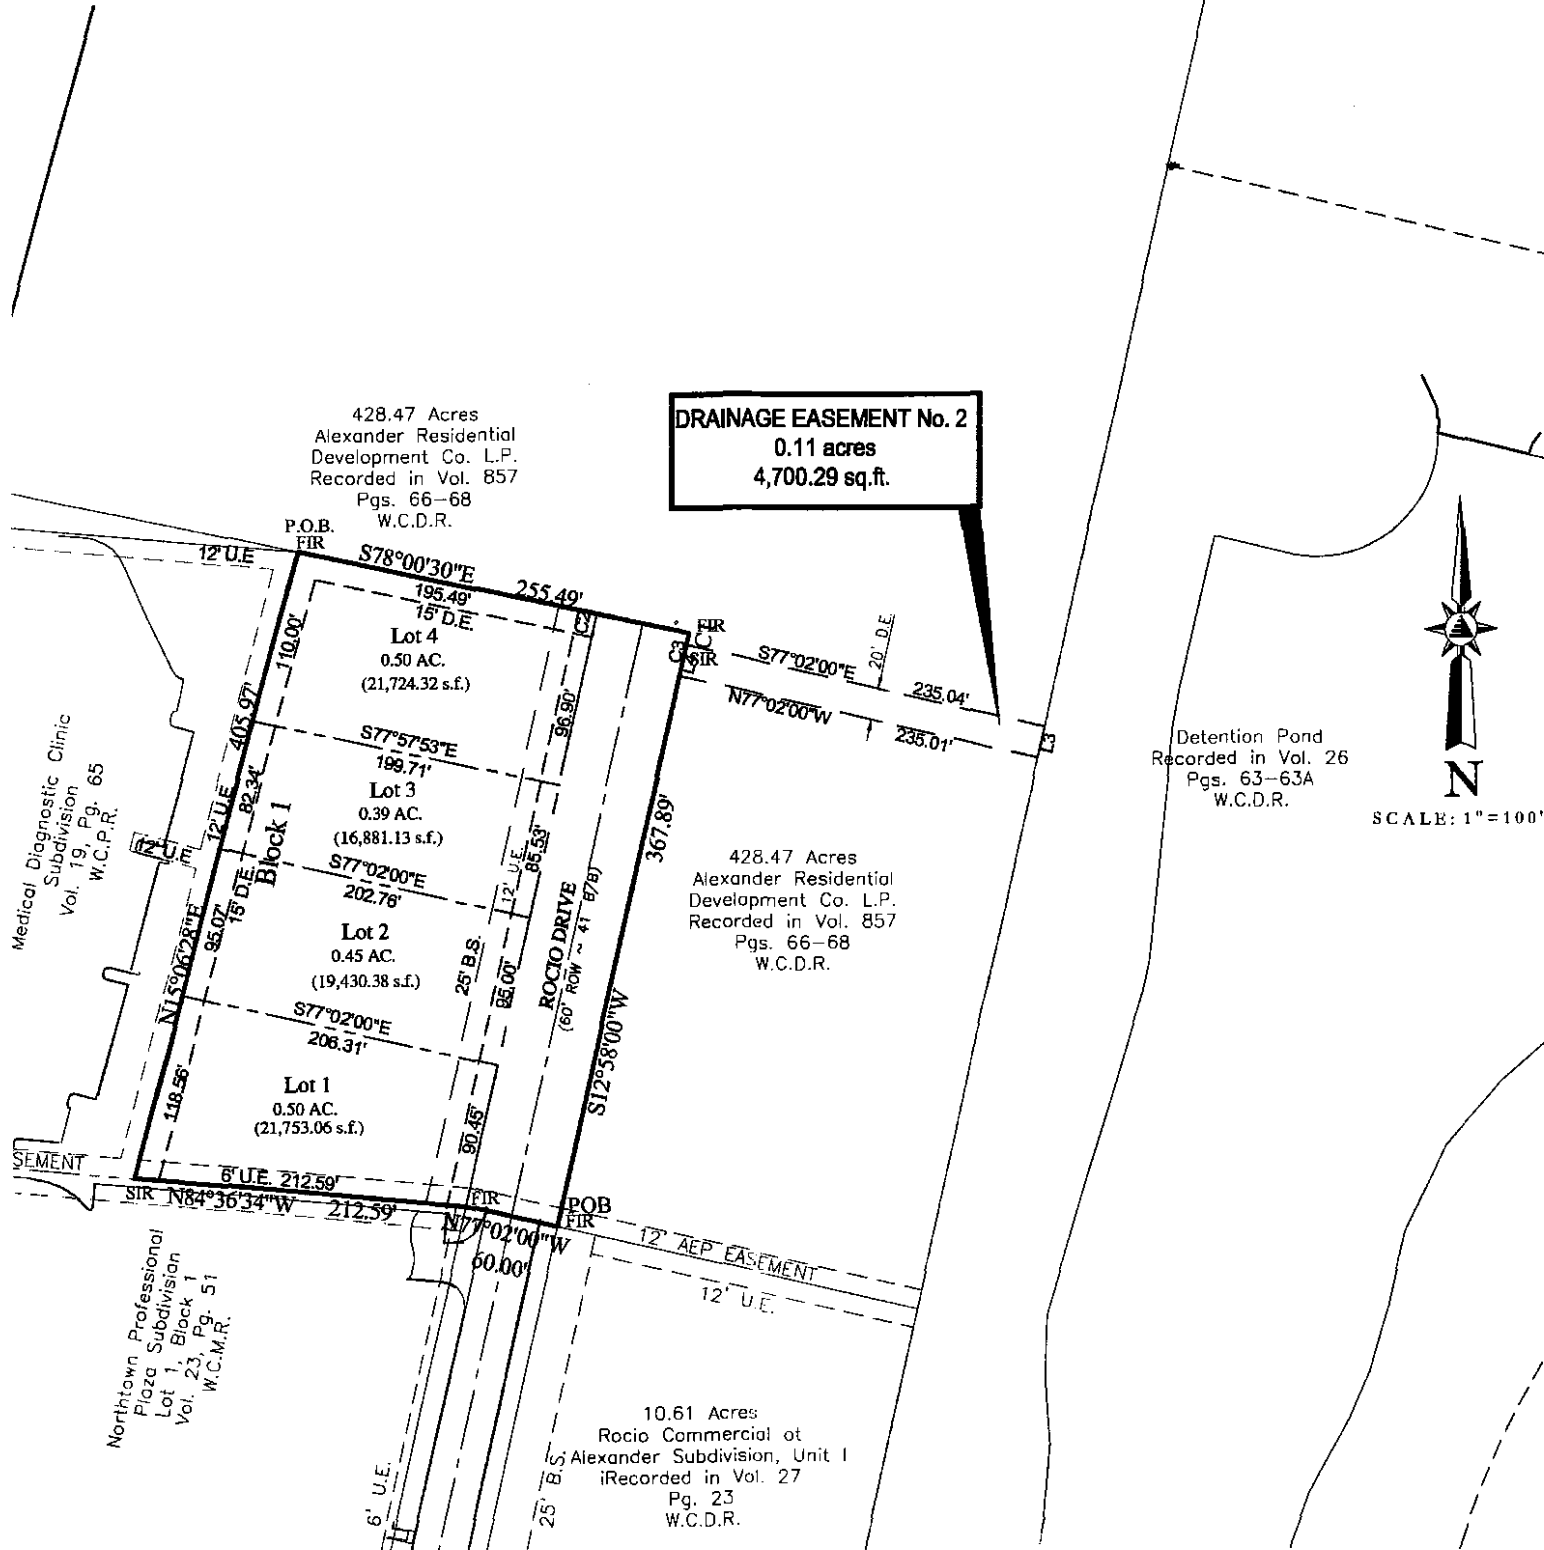 428.47 Acres
Alexander Residential
Development Co. L.P.
Recorded in Vol. 857
Pgs. 66-68
W.C.D.R.
DRAINAGE EASEMENT No. 2
0.11 acres
4,700.29 sq.ft.
P.O.B.
FIR
12' U.E
S78°00'30"E
255.49'
195.49'
15' D.E.
C2
Lot 4
0.50 AC.
(21,724.32 s.f.)
110.00'
405.97'
96.90'
FIR
C1
C3
SIR
S77°02'00"E
235.04'
20' D.E.
N77°02'00"W
235.01'
L3
S77°57'53"E
199.71'
Lot 3
0.39 AC.
(16,881.13 s.f.)
82.34'
12' U.E.
12' U.E.
Block 1
15' D.E.
85.53'
12' U.E.
367.89'
Medical Diagnostic Clinic
Subdivision
Vol. 19, Pg. 65
W.C.P.R.
S77°02'00"E
202.76'
Lot 2
0.45 AC.
(19,430.38 s.f.)
95.07'
N15°06'28"E
25' B.S.
95.00'
ROCIO DRIVE
(60' ROW ~ 41' B/B)
S12°58'00"W
428.47 Acres
Alexander Residential
Development Co. L.P.
Recorded in Vol. 857
Pgs. 66-68
W.C.D.R.
Detention Pond
Recorded in Vol. 26
Pgs. 63-63A
W.C.D.R.
N
SCALE: 1"=100'
S77°02'00"E
206.31'
Lot 1
0.50 AC.
(21,753.06 s.f.)
118.56'
90.45'
SEMENT
6' U.E. 212.59'
SIR
N84°36'34"W
212.59'
FIR
POB
FIR
N77°02'00"W
60.00'
12' AEP EASEMENT
12' U.E.
Northtown Professional
Plaza Subdivision
Lot 1, Block 1
Vol. 23, Pg. 51
W.C.M.R.
6' U.E.
25' B.S.
10.61 Acres
Rocio Commercial at
Alexander Subdivision, Unit I
iRecorded in Vol. 27
Pg. 23
W.C.D.R.